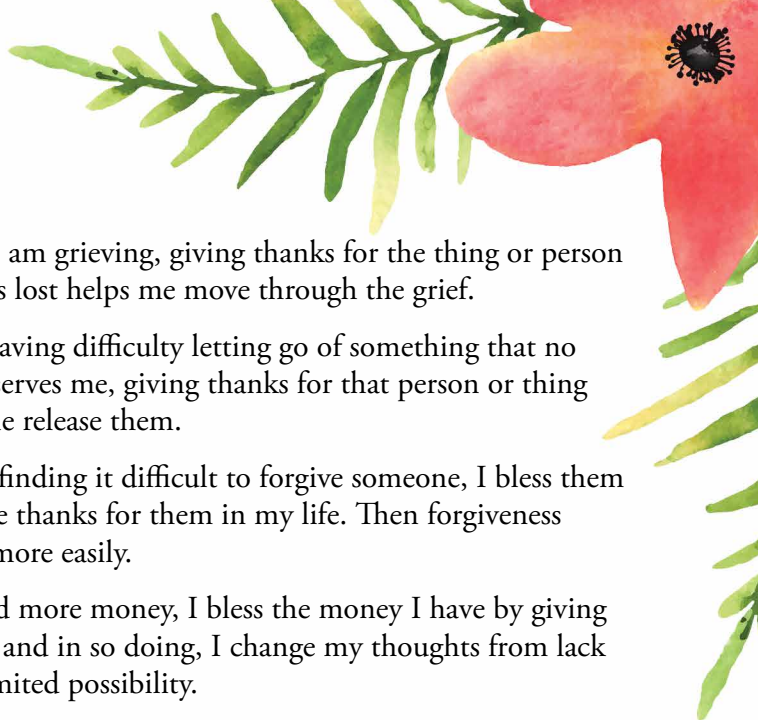 am grieving, giving thanks for the thing or person
s lost helps me move through the grief.
aving difficulty letting go of something that no
erves me, giving thanks for that person or thing
e release them.
finding it difficult to forgive someone, I bless them
e thanks for them in my life. Then forgiveness
more easily.
d more money, I bless the money I have by giving
and in so doing, I change my thoughts from lack
mited possibility.